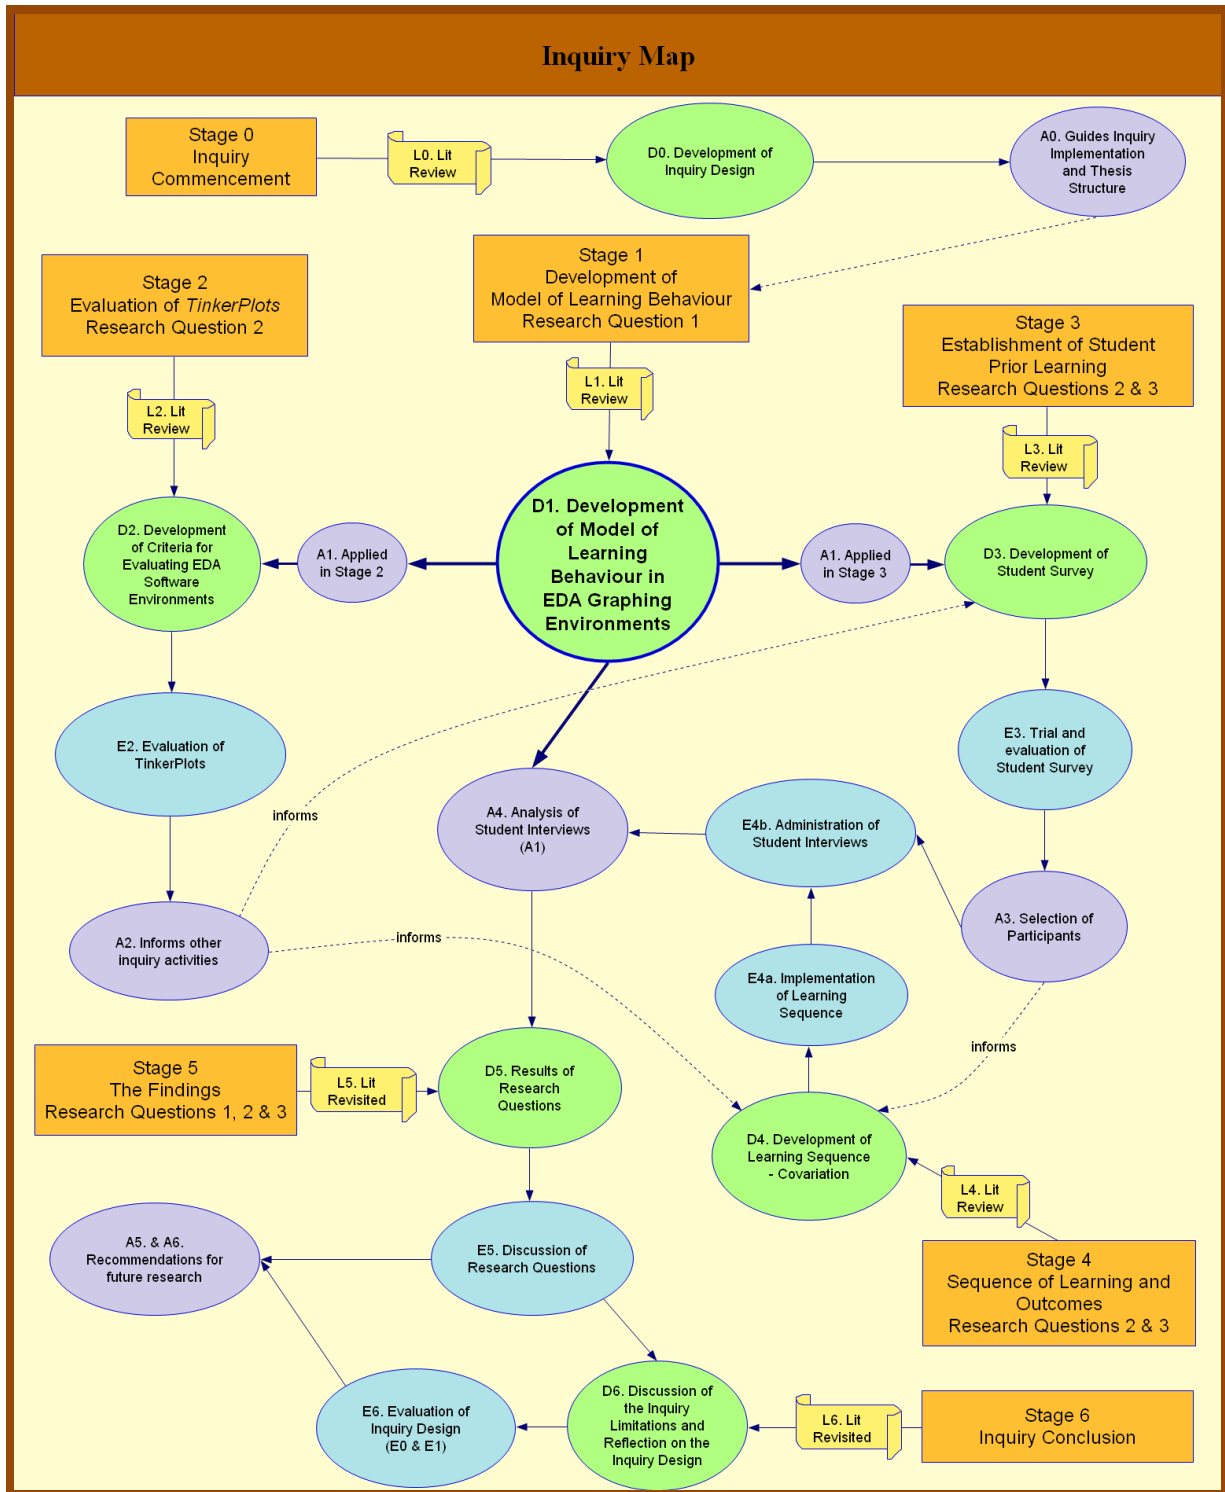 Inquiry Map
Stage 0
Inquiry
Commencement
L0. Lit
Review
D0. Development of
Inquiry Design
A0. Guides Inquiry
Implementation
and Thesis
Structure
Stage 2
Evaluation of TinkerPlots
Research Question 2
Stage 1
Development of
Model of Learning Behaviour
Research Question 1
Stage 3
Establishment of Student
Prior Learning
Research Questions 2 & 3
L2. Lit
Review
L1. Lit
Review
L3. Lit
Review
D2. Development
of Criteria for
Evaluating EDA
Software
Environments
A1. Applied
in Stage 2
D1. Development
of Model of
Learning
Behaviour in
EDA Graphing
Environments
A1. Applied
in Stage 3
D3. Development of
Student Survey
E2. Evaluation of
TinkerPlots
E3. Trial and
evaluation of
Student Survey
informs
A4. Analysis of
Student Interviews
(A1)
E4b. Administration of
Student Interviews
A2. Informs other
inquiry activities
informs
A3. Selection of
Participants
E4a. Implementation
of Learning
Sequence
informs
Stage 5
The Findings
Research Questions 1, 2 & 3
L5. Lit
Revisited
D5. Results of
Research
Questions
D4. Development of
Learning Sequence
- Covariation
L4. Lit
Review
A5. & A6.
Recommendations for
future research
E5. Discussion of
Research Questions
Stage 4
Sequence of Learning and
Outcomes
Research Questions 2 & 3
E6. Evaluation of
Inquiry Design
(E0 & E1)
D6. Discussion of
the Inquiry
Limitations and
Reflection on the
Inquiry Design
L6. Lit
Revisited
Stage 6
Inquiry Conclusion